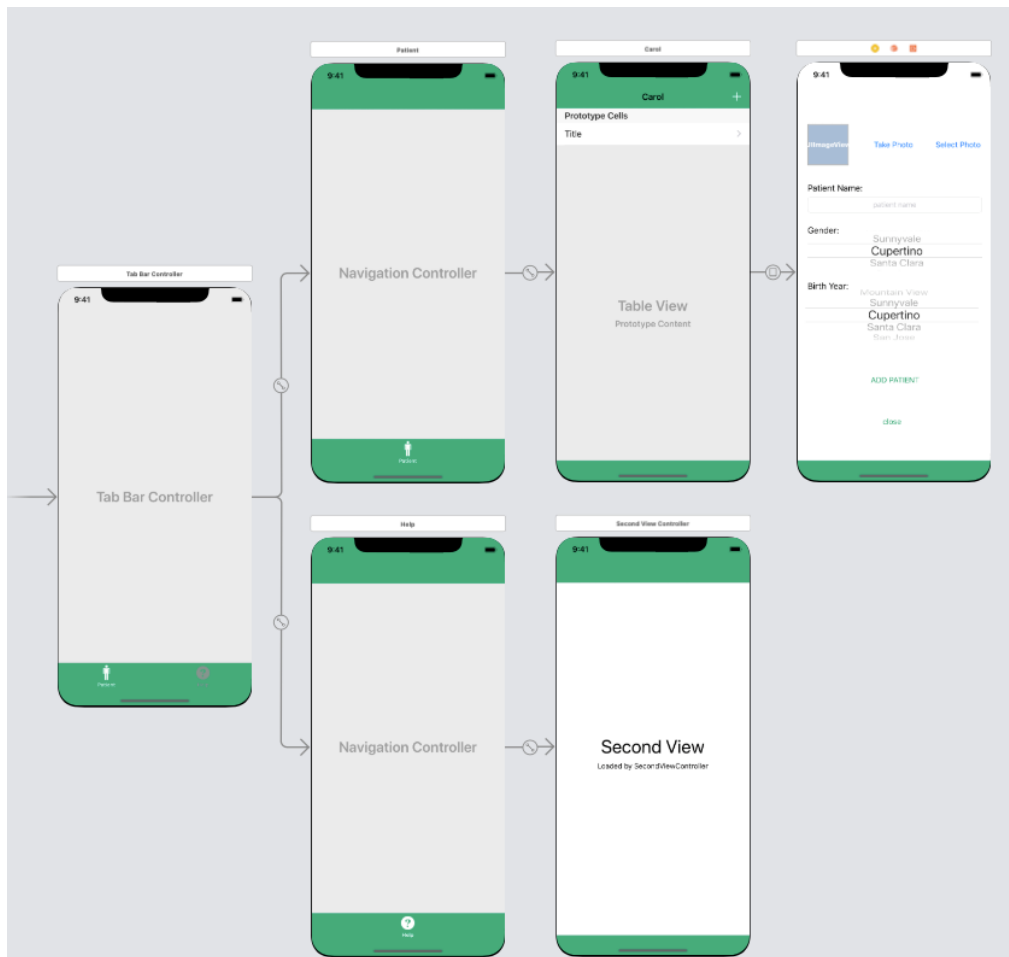 Patient
9:41
Navigation Controller
Patient
Carol
9:41
Carol +
Prototype Cells
Title
Table View
Prototype Content
9:41
UIImageView
Take Photo
Select Photo
Patient Name:
patient name
Gender:
Sunnyvale
Cupertino
Santa Clara
Birth Year:
Mountain View
Sunnyvale
Cupertino
Santa Clara
San Jose
ADD PATIENT
close
Tab Bar Controller
9:41
Tab Bar Controller
Patient
Help
9:41
Navigation Controller
?
Help
Second View Controller
9:41
Second View
Loaded by SecondViewController